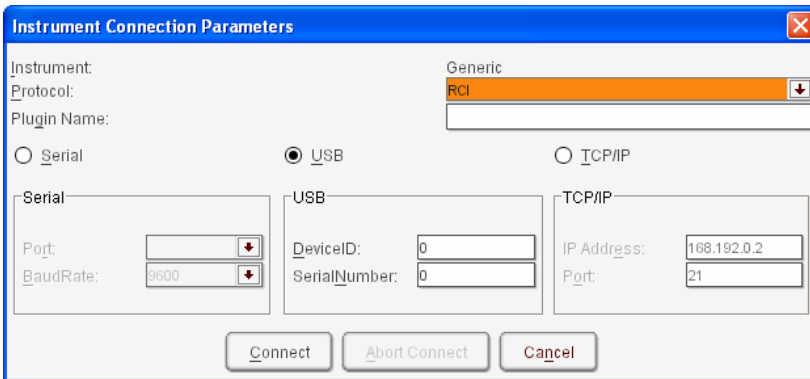 Instrument Connection Parameters
Instrument: Generic
Protocol: RCI
Plugin Name:
Serial USB TCP/IP
Serial USB TCP/IP
Port: DeviceID: 0 IP Address: 168.192.0.2
BaudRate: 9600 SerialNumber: 0 Port: 21
Connect Abort Connect Cancel